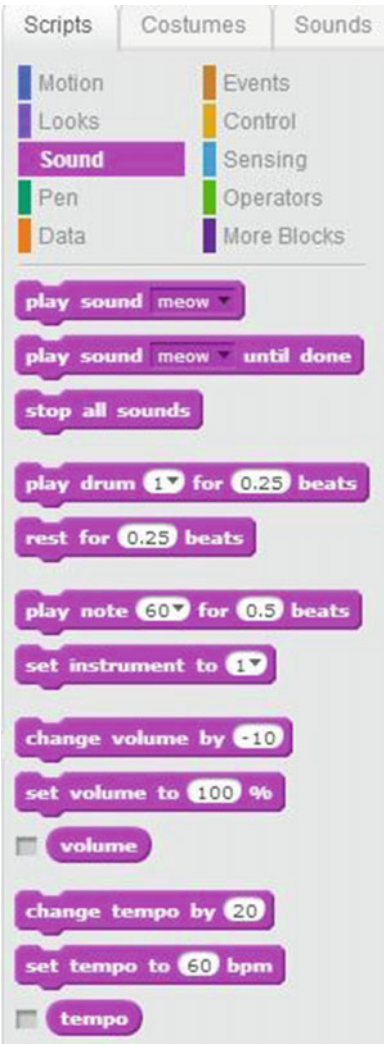 Scripts Costumes Sounds
Motion Events
Looks Control
Sound Sensing
Pen Operators
Data More Blocks
play sound meow
play sound meow until done
stop all sounds
play drum 1 for 0.25 beats
rest for 0.25 beats
play note 60 for 0.5 beats
set instrument to 1
change volume by -10
set volume to 100 %
volume
change tempo by 20
set tempo to 60 bpm
tempo